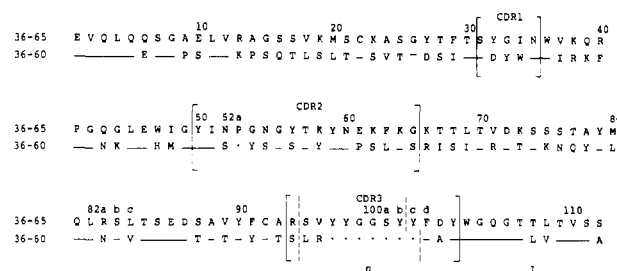 CDR1
10 20 30 40
36-65 E V Q L Q Q S G A E L V R A G S S V K M S C K A S G Y T F T S Y G I N W V K Q R
36-60 ——— E - P S - K P S Q T L S L T - S V T - D S I - D Y W - I R K F
CDR2
50 52a 60 70
36-65 P G Q G L E W I G Y I N P G N G Y T K Y N E K F K G K T T L T V D K S S S T A Y M
36-60 — N K - H M ——— S · Y S - S - Y — P S L - S R I S I - R - T - K N Q Y - L
CDR3
82a b c 90 100a b c d 110
36-65 Q L R S L T S E D S A V Y F C A R S V Y Y G G S Y Y F D Y W G Q G T T L T V S S
36-60 — N - V ——— T - T - Y - T S L R · · · · · · · - A ——— L V — A